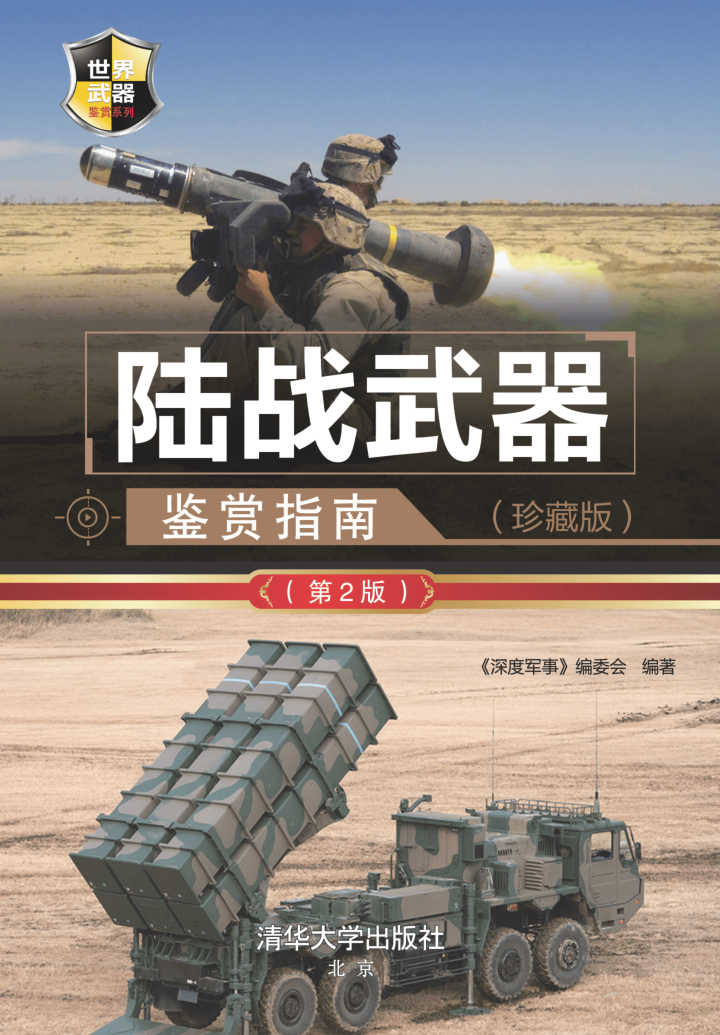 世界
武器
鉴赏系列
陆战武器
鉴赏指南
（珍藏版）
（第2版）
《深度军事》编委会 编著
清华大学出版社
北京